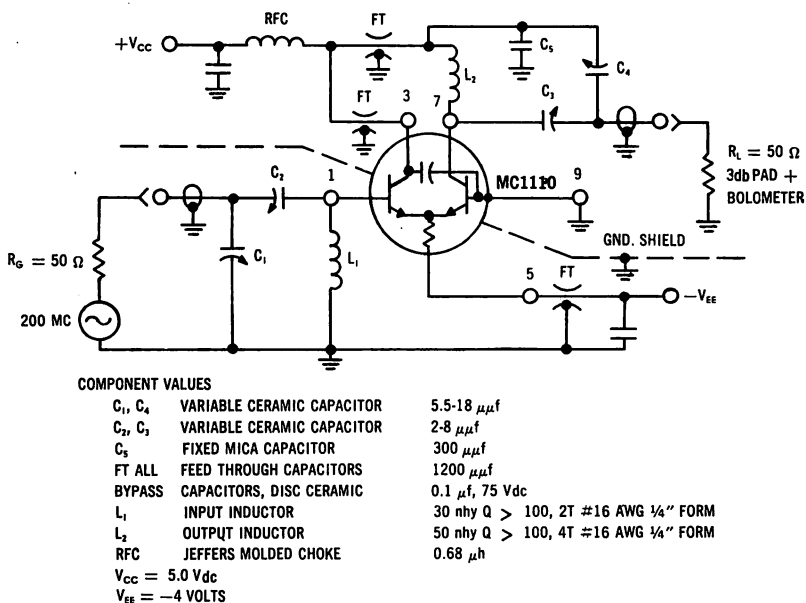 RFC
FT
+VCC
C5
C4
L2
FT
3
7
C3
C2
1
MC1110
9
RL = 50 Ω
3db PAD +
BOLOMETER
RG = 50 Ω
C1
L1
GND. SHIELD
5
FT
-VEE
200 MC
COMPONENT VALUES
C1, C4 VARIABLE CERAMIC CAPACITOR 5.5-18 μμf
C2, C3 VARIABLE CERAMIC CAPACITOR 2-8 μμf
C5 FIXED MICA CAPACITOR 300 μμf
FT ALL FEED THROUGH CAPACITORS 1200 μμf
BYPASS CAPACITORS, DISC CERAMIC 0.1 μf, 75 Vdc
L1 INPUT INDUCTOR 30 nhy Q > 100, 2T #16 AWG ¼" FORM
L2 OUTPUT INDUCTOR 50 nhy Q > 100, 4T #16 AWG ¼" FORM
RFC JEFFERS MOLDED CHOKE 0.68 μh
VCC = 5.0 Vdc
VEE = -4 VOLTS